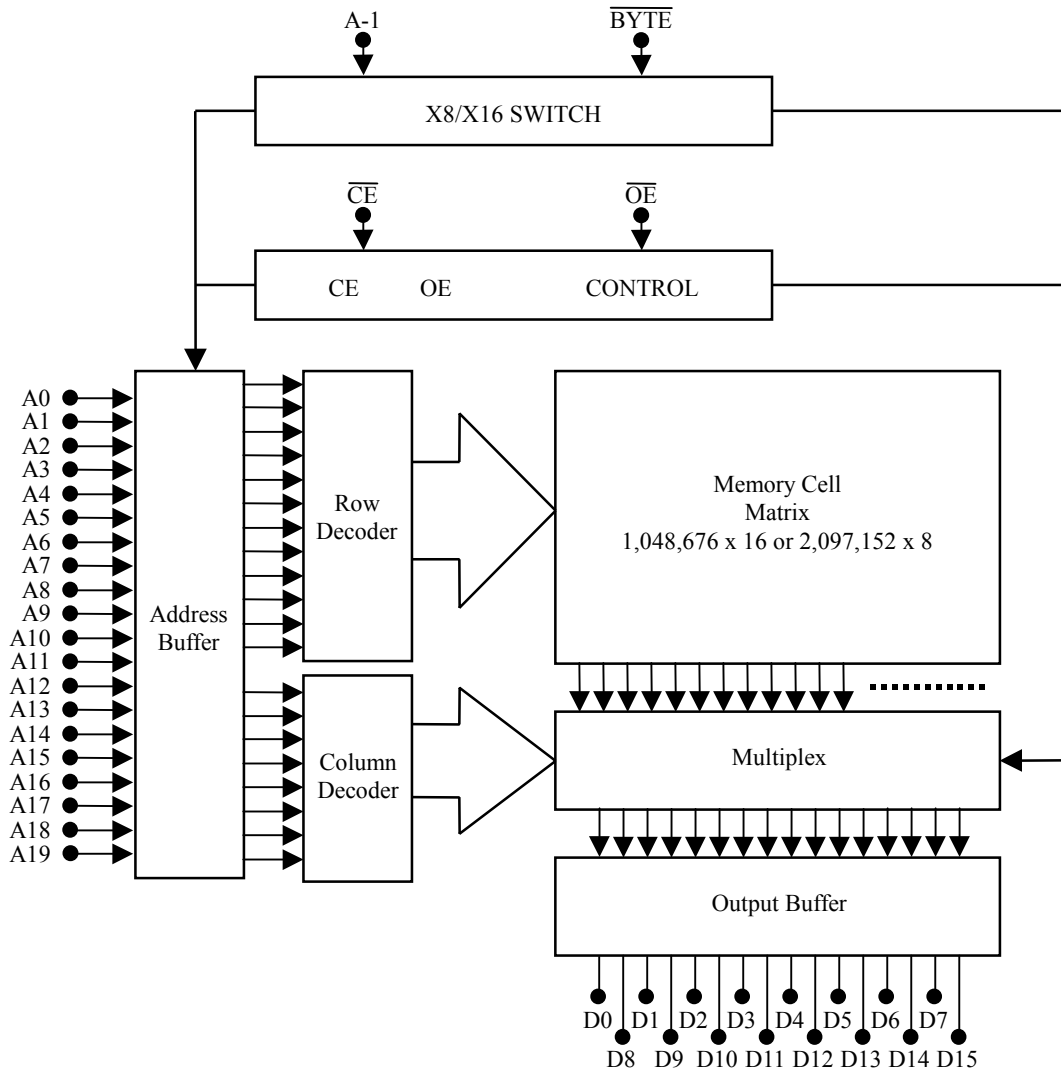 A-1 B̅Y̅T̅E̅
X8/X16 SWITCH
C̅E̅ O̅E̅
CE OE CONTROL
A0
A1
A2
A3
A4
A5
A6
A7
A8
A9
A10
A11
A12
A13
A14
A15
A16
A17
A18
A19
Address
Buffer
Row
Decoder
Column
Decoder
Memory Cell
Matrix
1,048,676 x 16 or 2,097,152 x 8
Multiplex
Output Buffer
D0 D1 D2 D3 D4 D5 D6 D7
D8 D9 D10 D11 D12 D13 D14 D15